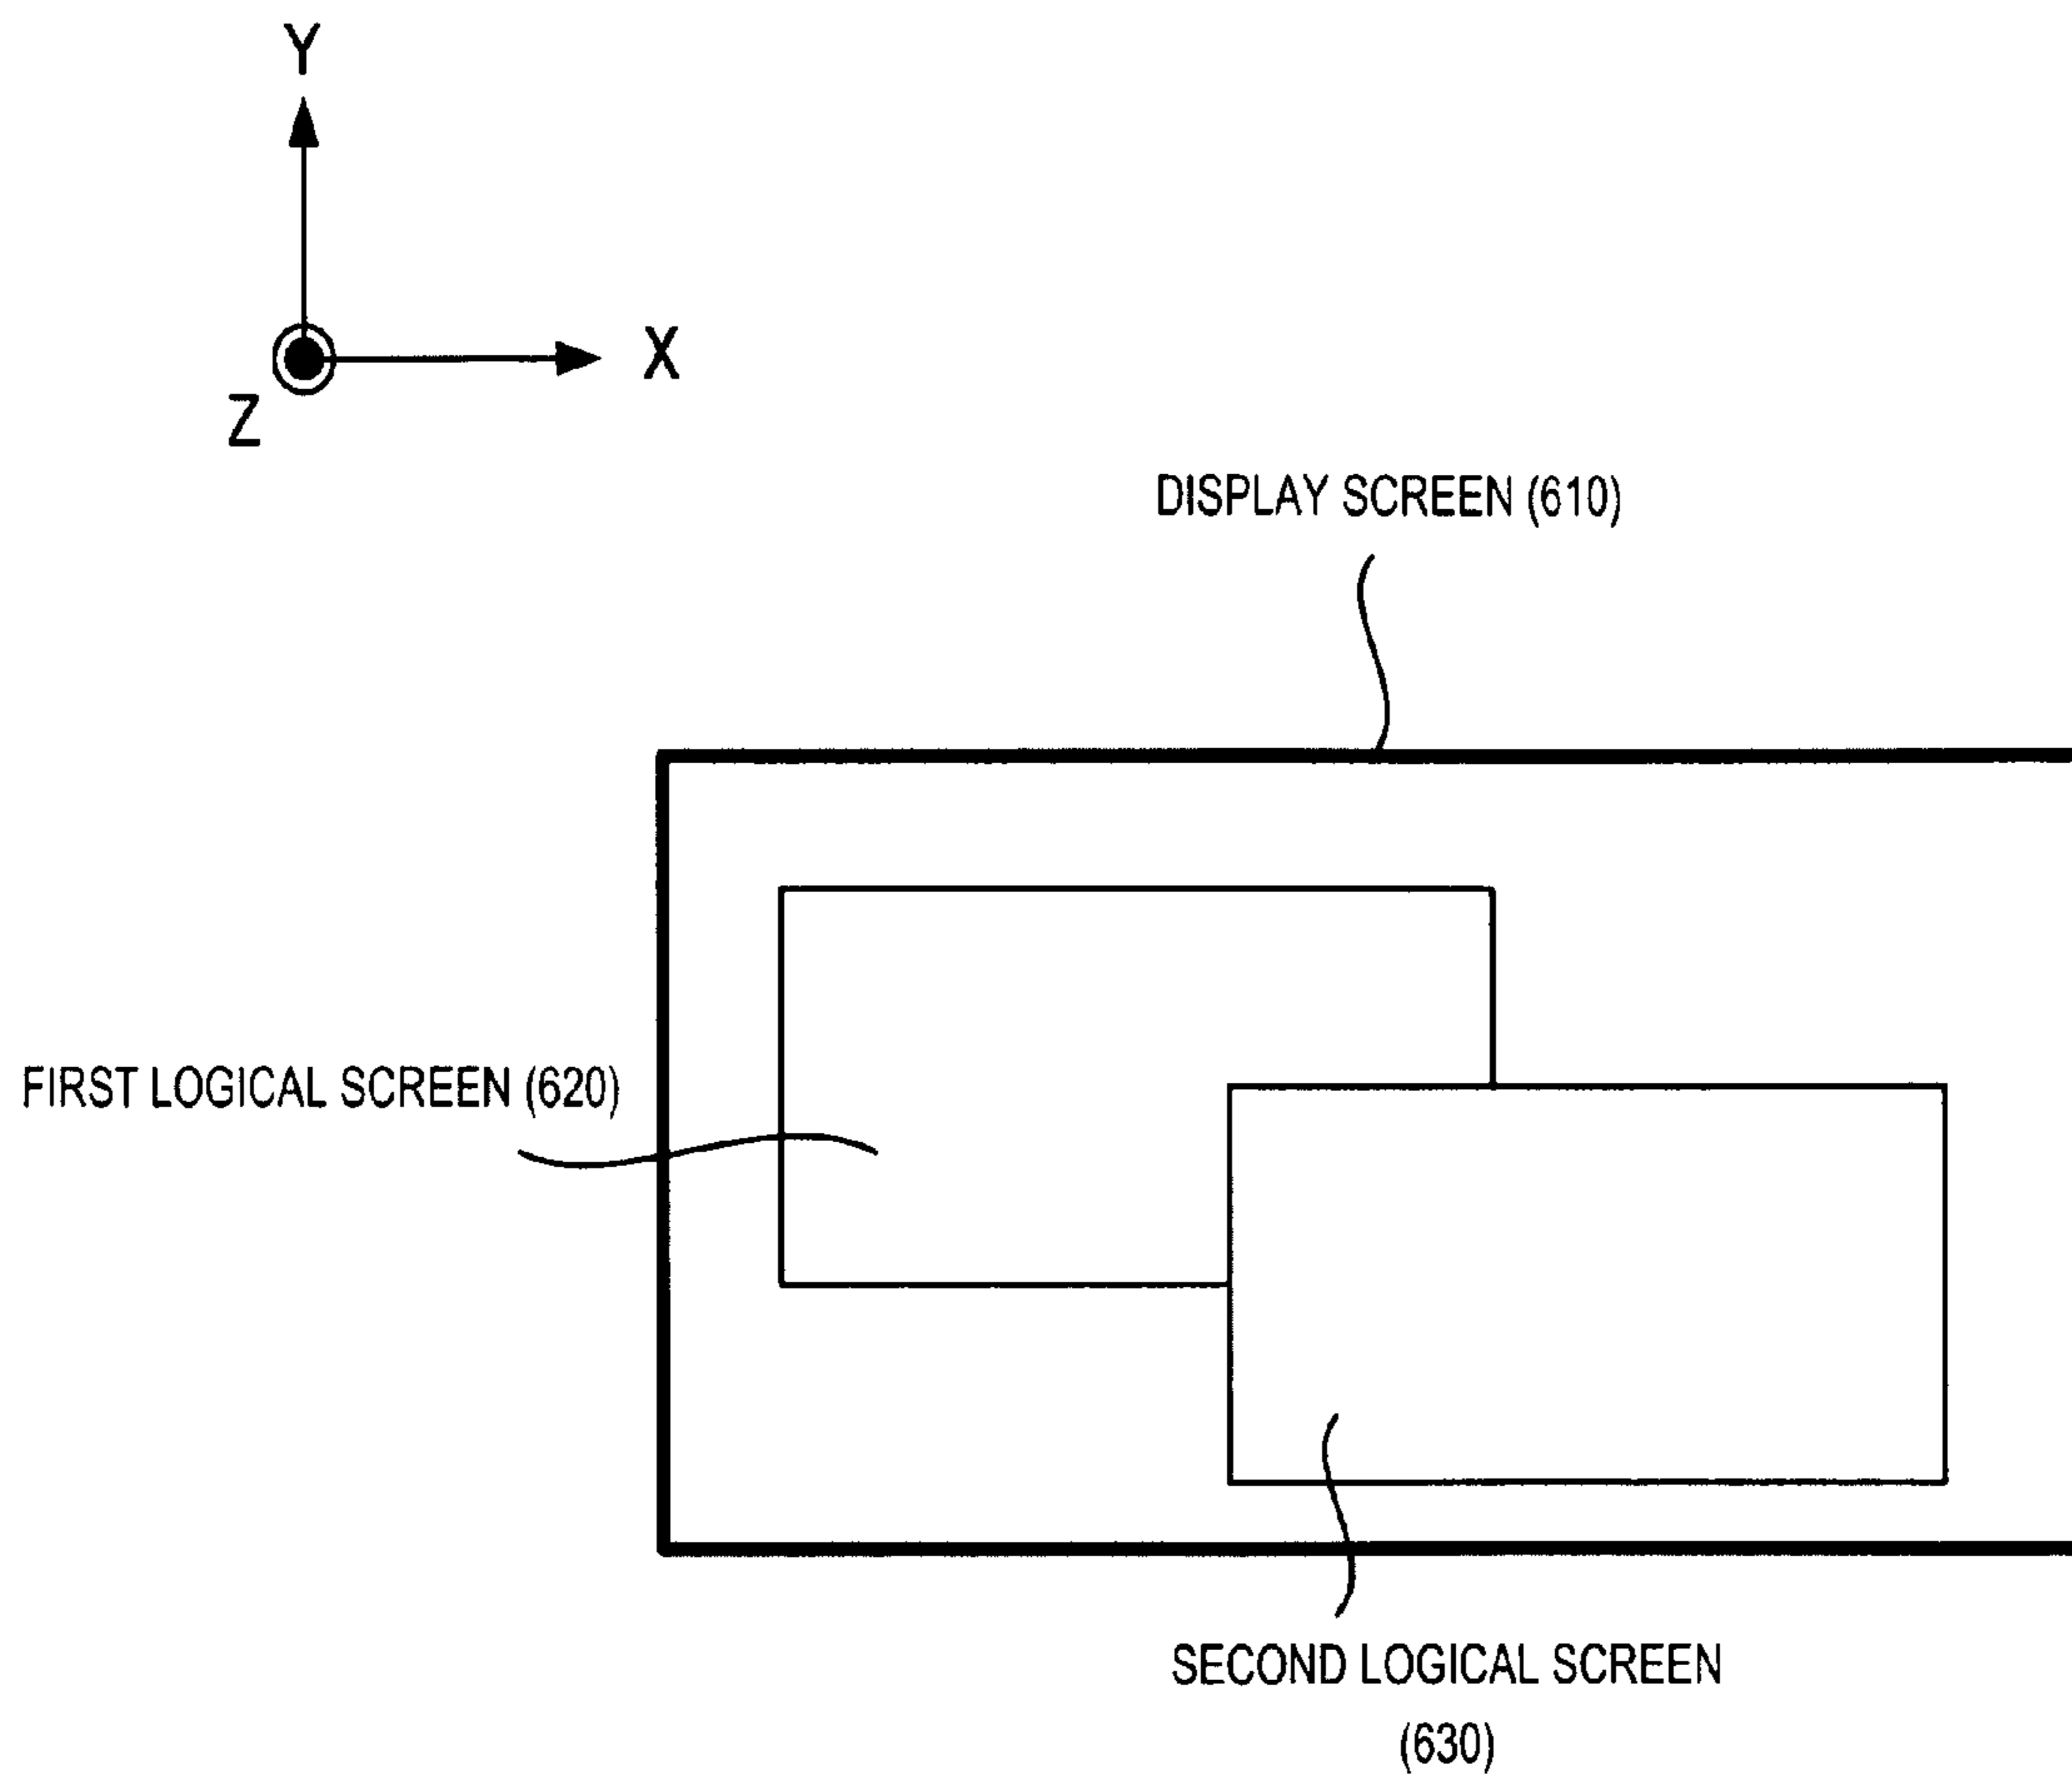 Y
X
Z
DISPLAY SCREEN (610)
FIRST LOGICAL SCREEN (620)
SECOND LOGICAL SCREEN
(630)